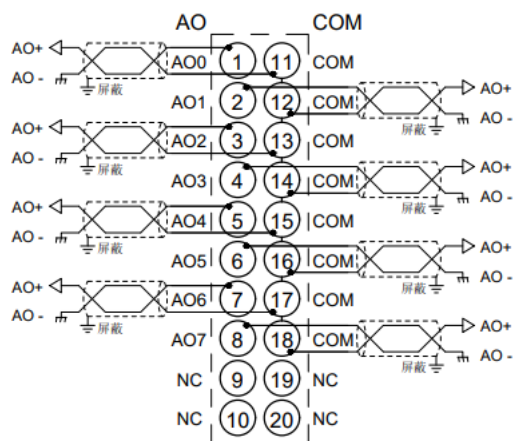 AO COM
AO+ AO0 1 11 COM
AO - 屏蔽
AO1 2 12 COM AO+
屏蔽 AO -
AO+ AO2 3 13 COM
AO - 屏蔽
AO3 4 14 COM AO+
屏蔽 AO -
AO+ AO4 5 15 COM
AO - 屏蔽
AO5 6 16 COM AO+
屏蔽 AO -
AO+ AO6 7 17 COM
AO - 屏蔽
AO7 8 18 COM AO+
屏蔽 AO -
NC 9 19 NC
NC 10 20 NC